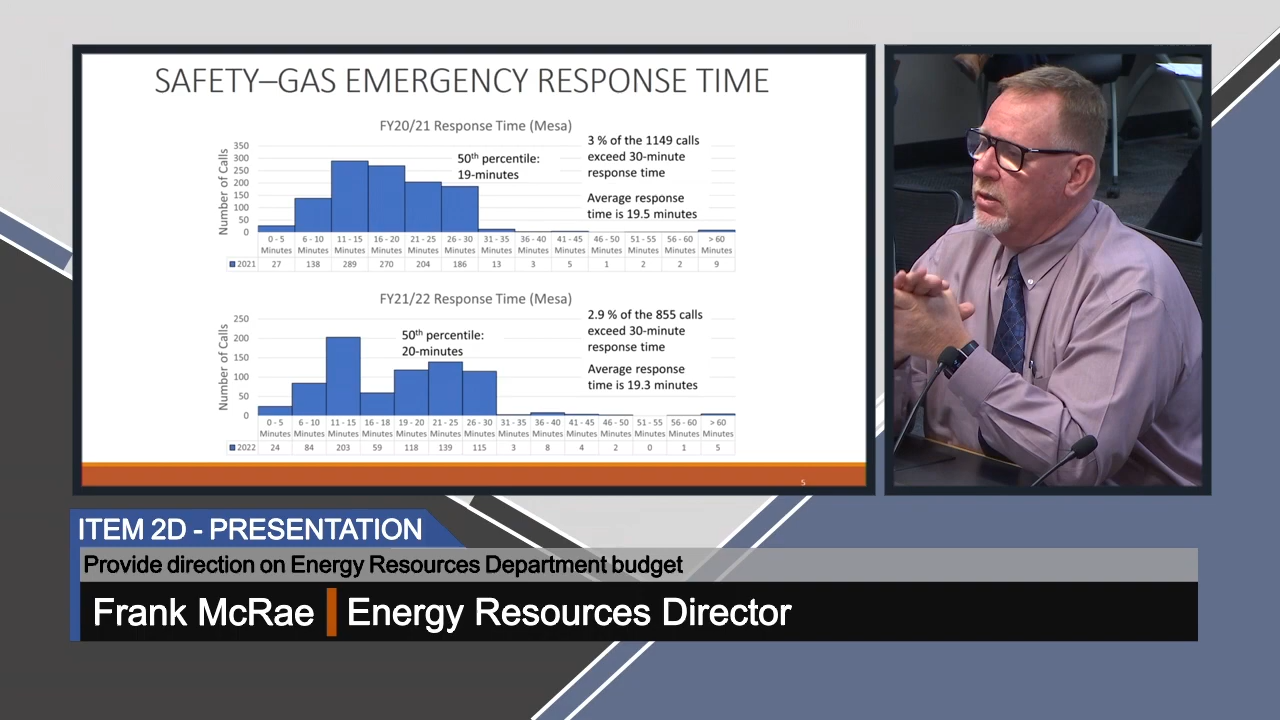 SAFETY–GAS EMERGENCY RESPONSE TIME
FY20/21 Response Time (Mesa)
Number of Calls
350
300
250
200
150
100
50
0
50th percentile:
19-minutes
3 % of the 1149 calls
exceed 30-minute
response time
Average response
time is 19.5 minutes
0 - 5 6 - 10 11 - 15 16 - 20 21 - 25 26 - 30 31 - 35 36 - 40 41 - 45 46 - 50 51 - 55 56 - 60 > 60
Minutes Minutes Minutes Minutes Minutes Minutes Minutes Minutes Minutes Minutes Minutes Minutes Minutes
2021 27 138 289 270 204 186 13 3 5 1 2 2 9
FY21/22 Response Time (Mesa)
Number of Calls
250
200
150
100
50
0
50th percentile:
20-minutes
2.9 % of the 855 calls
exceed 30-minute
response time
Average response
time is 19.3 minutes
0 - 5 6 - 10 11 - 15 16 - 18 19 - 20 21 - 25 26 - 30 31 - 35 36 - 40 41 - 45 46 - 50 51 - 55 56 - 60 > 60
Minutes Minutes Minutes Minutes Minutes Minutes Minutes Minutes Minutes Minutes Minutes Minutes Minutes Minutes
2022 24 84 203 59 118 139 115 3 8 4 2 0 1 5
5
ITEM 2D - PRESENTATION
Provide direction on Energy Resources Department budget
Frank McRae Energy Resources Director